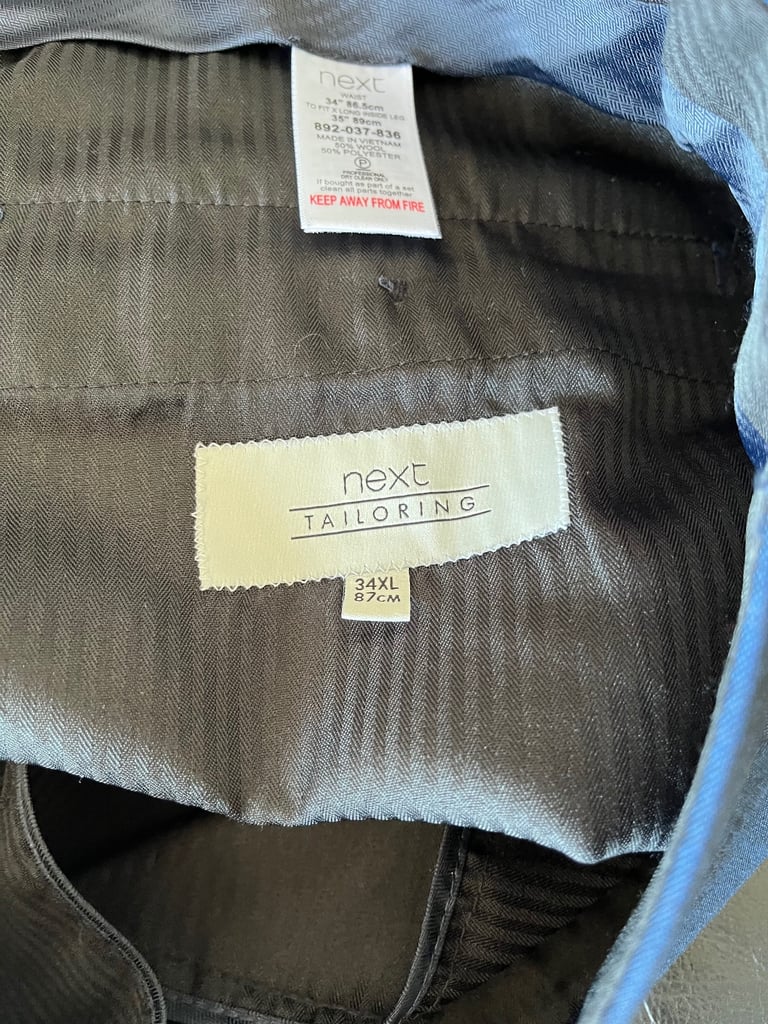 next
WAIST
34" 86.5cm
TO FIT X LONG INSIDE LEG
35" 89cm
892-037-836
MADE IN VIETNAM
50% WOOL
50% POLYESTER
P
PROFESSIONAL
DRY CLEAN ONLY
If bought as part of a set
clean all parts together
KEEP AWAY FROM FIRE
next
TAILORING
34XL
87CM